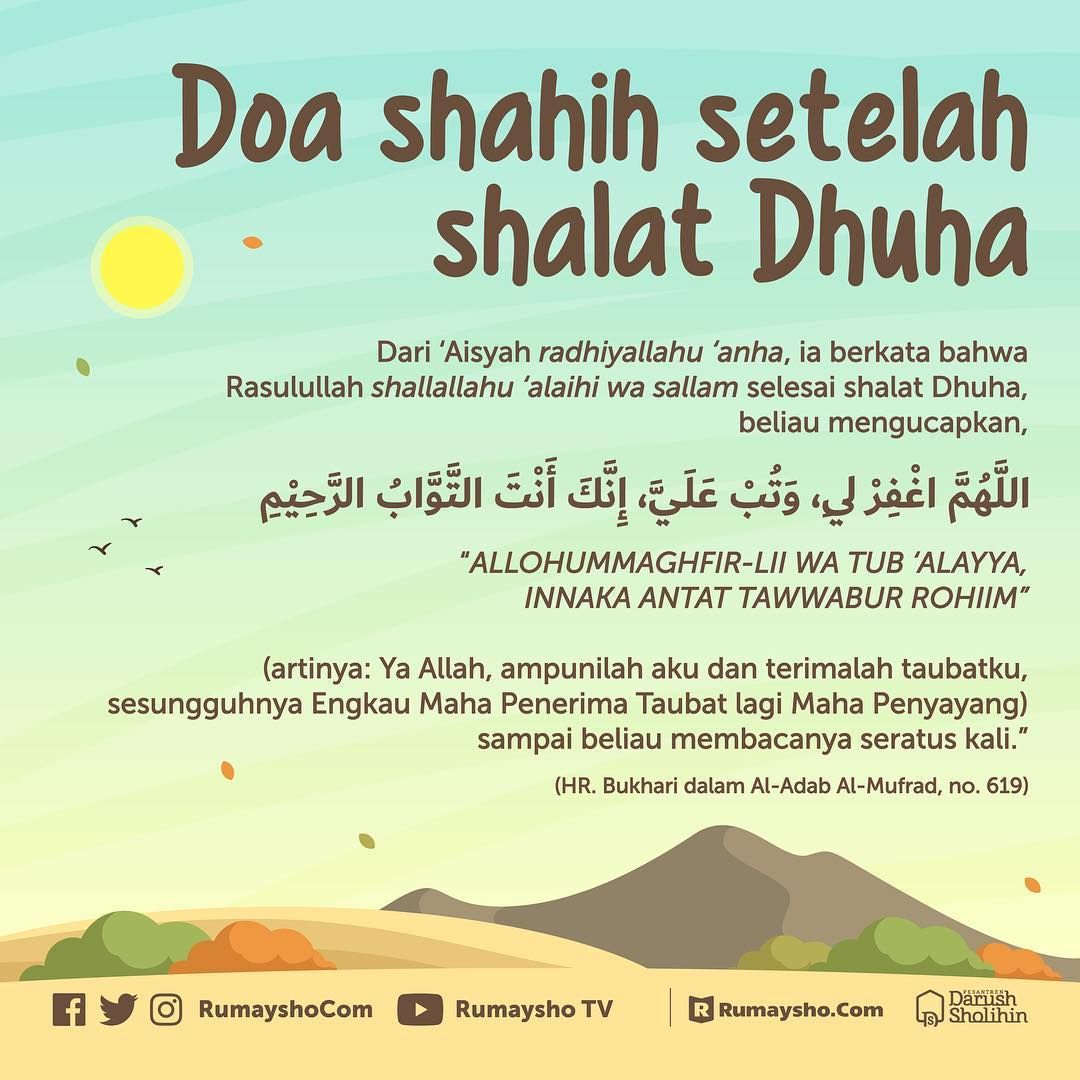 Doa shahih setelah
shalat Dhuha
Dari ‘Aisyah radhiyallahu ‘anha, ia berkata bahwa
Rasulullah shallallahu ‘alaihi wa sallam selesai shalat Dhuha,
beliau mengucapkan,
اللَّهُمَّ اغْفِرْ لِي، وَتُبْ عَلَيَّ، إِنَّكَ أَنْتَ التَّوَّابُ الرَّحِيْمِ
“ALLOHUMMAGHFIR-LII WA TUB ‘ALAYYA,
INNAKA ANTAT TAWWABUR ROHIIM”
(artinya: Ya Allah, ampunilah aku dan terimalah taubatku,
sesungguhnya Engkau Maha Penerima Taubat lagi Maha Penyayang)
sampai beliau membacanya seratus kali.”
(HR. Bukhari dalam Al-Adab Al-Mufrad, no. 619)
RumayshoCom Rumaysho TV Rumaysho.Com
PESANTREN
Darush
Sholihin